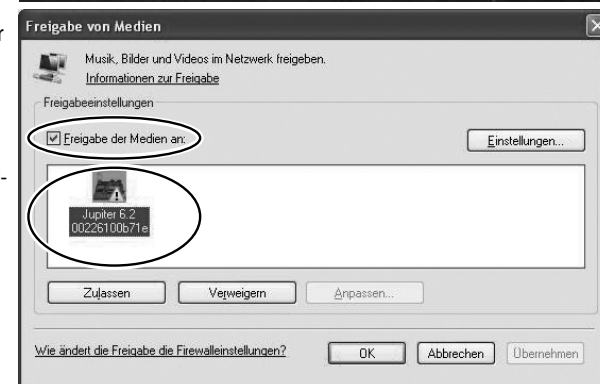 r
Freigabe von Medien
Musik, Bilder und Videos im Netzwerk freigeben.
Informationen zur Freigabe
Freigabeeinstellungen
Freigabe der Medien an:
Einstellungen...
-
Jupiter 6.2
00226100b71e
Zulassen
Verweigern
Anpassen...
Wie ändert die Freigabe die Firewalleinstellungen?
OK
Abbrechen
Übernehmen